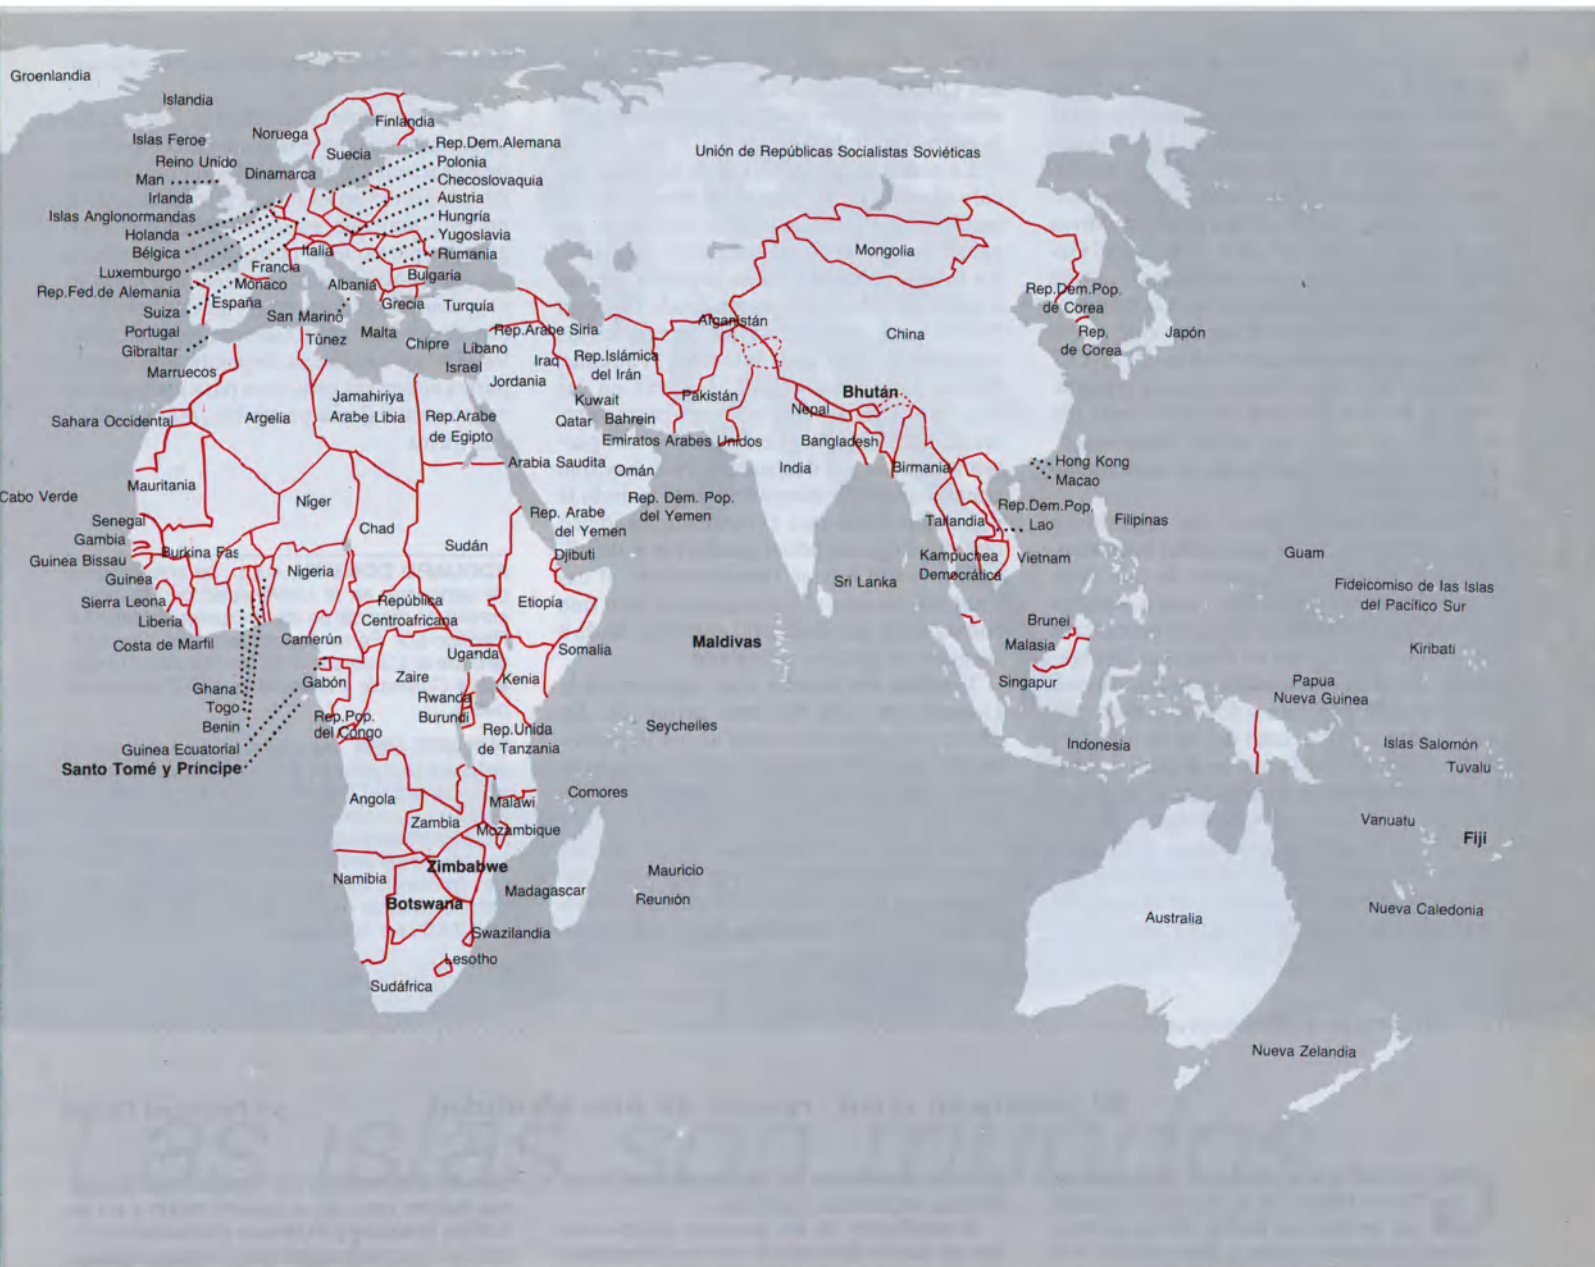 Groenlandia
Islandia
Islas Feroe
Noruega
Finlandia
Suecia
Reino Unido
Dinamarca
Man
Irlanda
Islas Anglonormandas
Holanda
Bélgica
Luxemburgo
Rep.Fed.de Alemania
Suiza
Portugal
Gibraltar
Marruecos
Rep.Dem.Alemana
Polonia
Checoslovaquia
Austria
Hungría
Yugoslavia
Rumania
Italia
Francia
Mónaco
España
San Marino
Albania
Bulgaria
Grecia
Turquía
Túnez
Malta
Chipre
Líbano
Israel
Jordania
Rep.Arabe Siria
Iraq
Rep.Islámica
del Irán
Kuwait
Qatar
Bahrein
Emiratos Arabes Unidos
Arabia Saudita
Omán
Rep. Arabe
del Yemen
Rep. Dem. Pop.
del Yemen
Unión de Repúblicas Socialistas Soviéticas
Mongolia
China
Afganistán
Pakistán
Nepal
Bhután
Bangladesh
India
Birmania
Sri Lanka
Maldivas
Rep.Dem.Pop.
de Corea
Rep.
de Corea
Japón
Hong Kong
Macao
Rep.Dem.Pop.
Lao
Tailandia
Kampuchea
Democrática
Vietnam
Filipinas
Brunei
Malasia
Singapur
Indonesia
Guam
Fideicomiso de las Islas
del Pacífico Sur
Kiribati
Papua
Nueva Guinea
Islas Salomón
Tuvalu
Vanuatu
Fiji
Nueva Caledonia
Australia
Nueva Zelandia
Sahara Occidental
Argelia
Jamahiriya
Arabe Libia
Rep.Arabe
de Egipto
Cabo Verde
Mauritania
Níger
Chad
Sudán
Senegal
Gambia
Guinea Bissau
Guinea
Sierra Leona
Liberia
Costa de Marfil
Burkina Fas
Nigeria
Djibuti
Etiopía
República
Centroafricana
Camerún
Ghana
Togo
Benin
Guinea Ecuatorial
Santo Tomé y Príncipe
Gabón
Rep.Pop.
del Congo
Zaire
Uganda
Kenia
Somalia
Rwanda
Burundi
Rep.Unida
de Tanzania
Seychelles
Comores
Angola
Zambia
Malawi
Mozambique
Zimbabwe
Namibia
Botswana
Madagascar
Mauricio
Reunión
Swazilandia
Lesotho
Sudáfrica